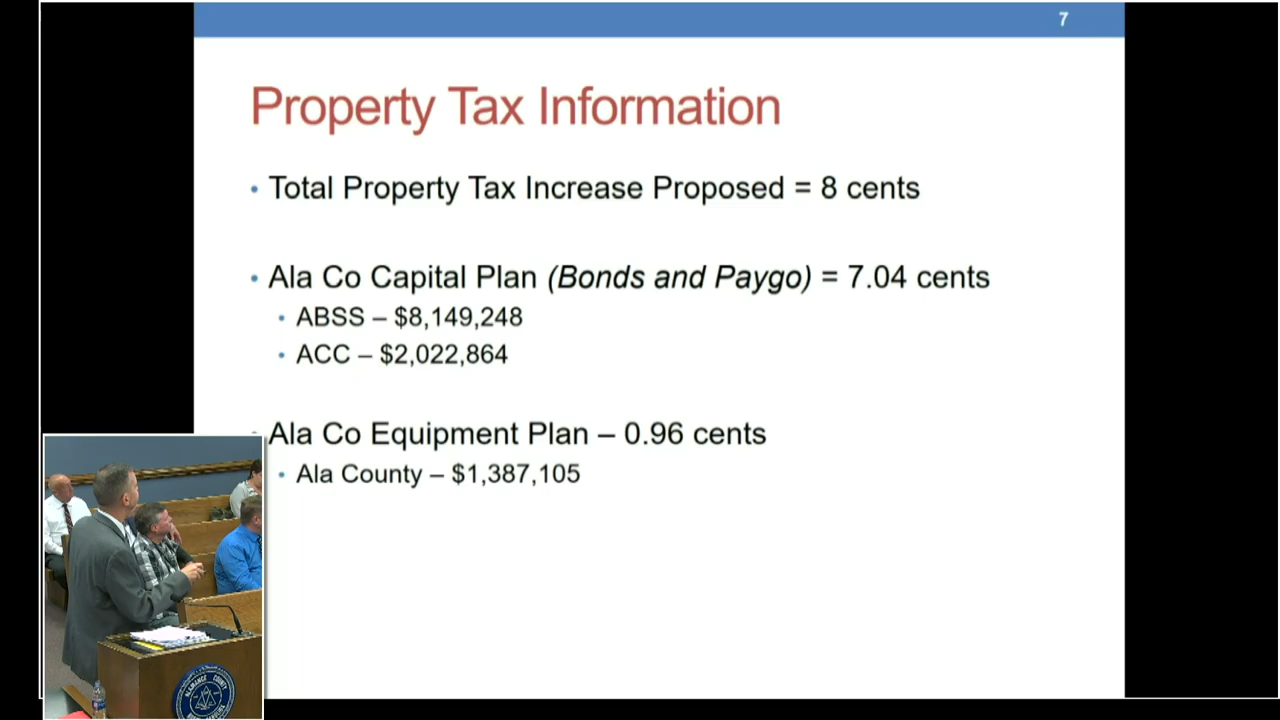 7
Property Tax Information
• Total Property Tax Increase Proposed = 8 cents
• Ala Co Capital Plan (Bonds and Paygo) = 7.04 cents
• ABSS – $8,149,248
• ACC – $2,022,864
Ala Co Equipment Plan – 0.96 cents
• Ala County – $1,387,105
ALAMANCE COUNTY